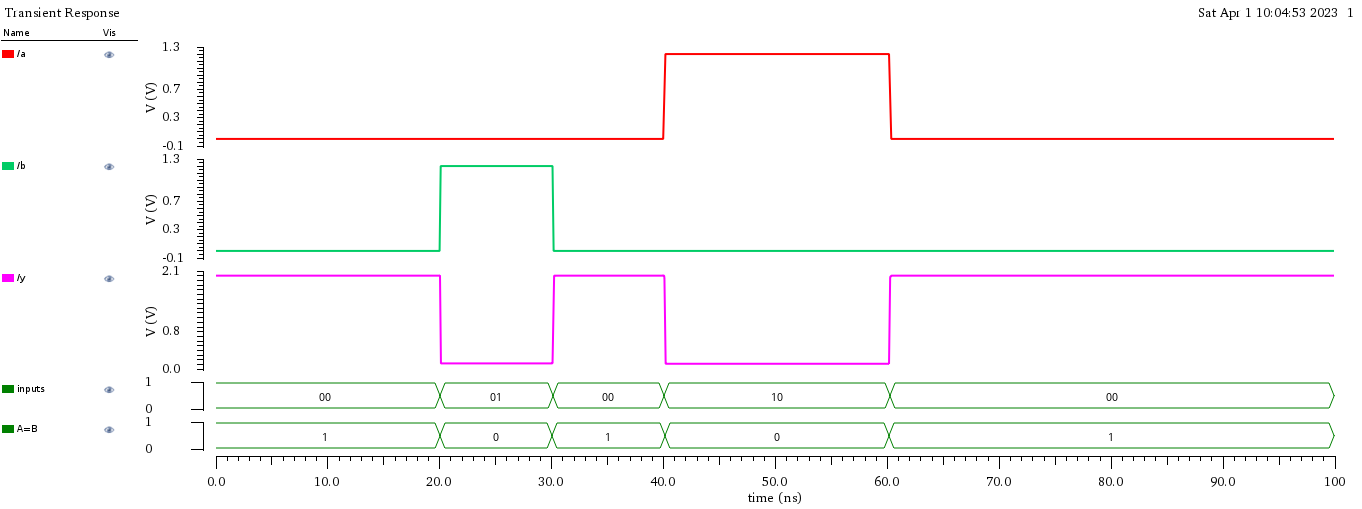 Transient Response Sat Apr 1 10:04:53 2023 1
Name Vis
/a
1.3
0.7
0.3
-0.1
V (V)
/b
1.3
0.7
0.3
-0.1
V (V)
/y
2.1
0.8
0.0
V (V)
inputs
1
0
00 01 00 10 00
A=B
1
0
1 0 1 0 1
0.0 10.0 20.0 30.0 40.0 50.0 60.0 70.0 80.0 90.0 100
time (ns)